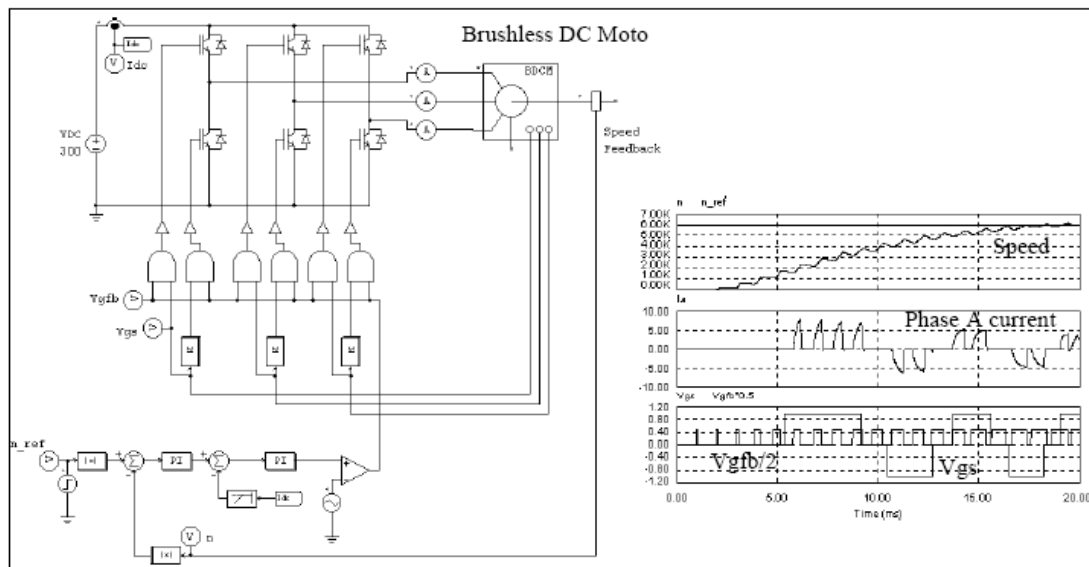 Brushless DC Moto
Idc
V
Idc
BDCM
A
A
A
VDC
300
Speed
Feedback
Vgfb
V
Vgs
V
n_ref
V
|x|
PI
PI
Idc
V
n
|x|
n n_ref
7.00K
6.00K
5.00K
4.00K
3.00K
2.00K
1.00K
0.00K
Speed
Ia
10.00
5.00
0.00
-5.00
-10.00
Phase A current
Vgs Vgfb*0.5
1.20
0.80
0.40
0.00
-0.40
-0.80
-1.20
Vgfb/2
Vgs
0.00 5.00 10.00 15.00 20.00
Time (ms)